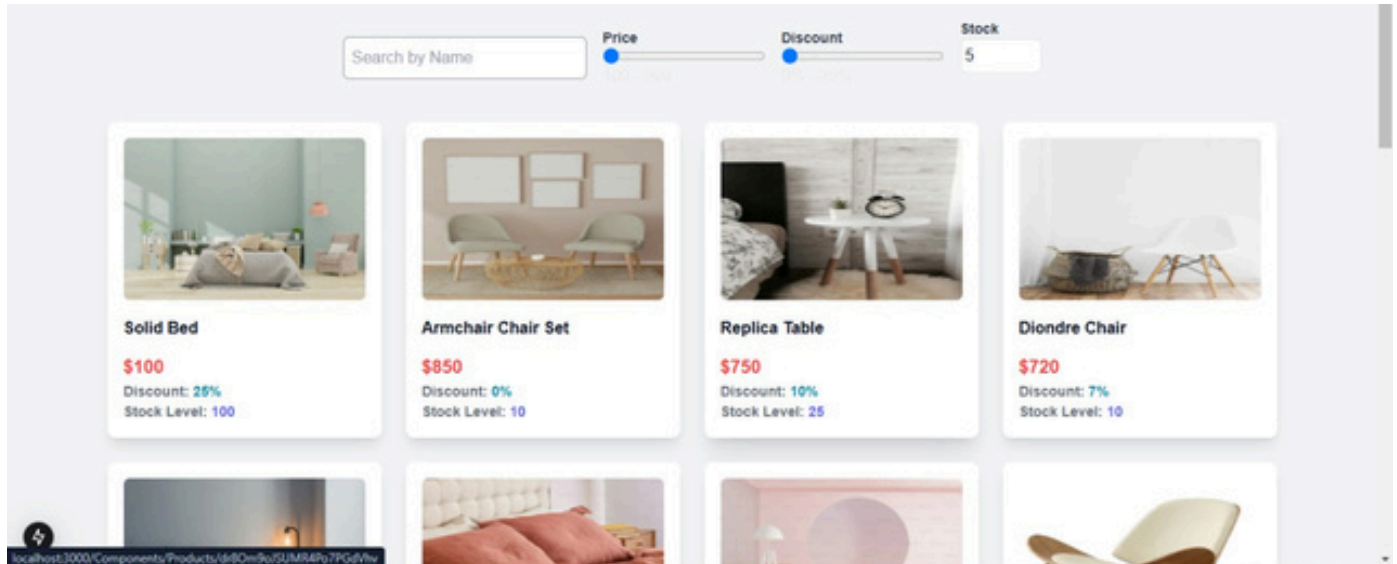 Price
Discount
Stock
Search by Name
5
Solid Bed
Armchair Chair Set
Replica Table
Diondre Chair
$100
$850
$750
$720
Discount: 25%
Discount: 0%
Discount: 10%
Discount: 7%
Stock Level: 100
Stock Level: 10
Stock Level: 25
Stock Level: 10